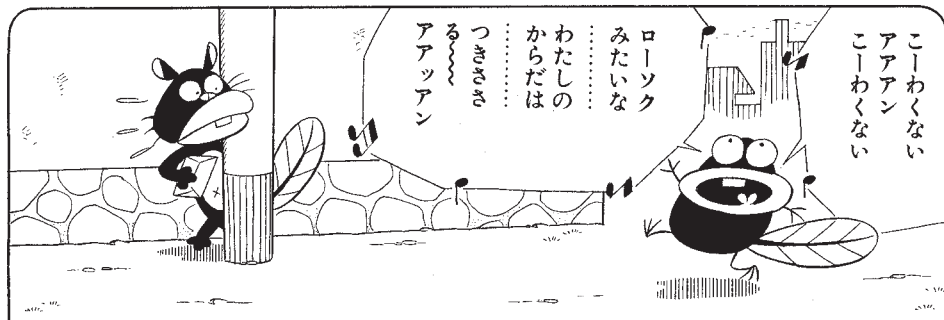 こーわくない
アアアン
こーわくない
ローソク
みたいな
………
わたしの
からだは
………
つきささ
る〜〜〜
アアッアン